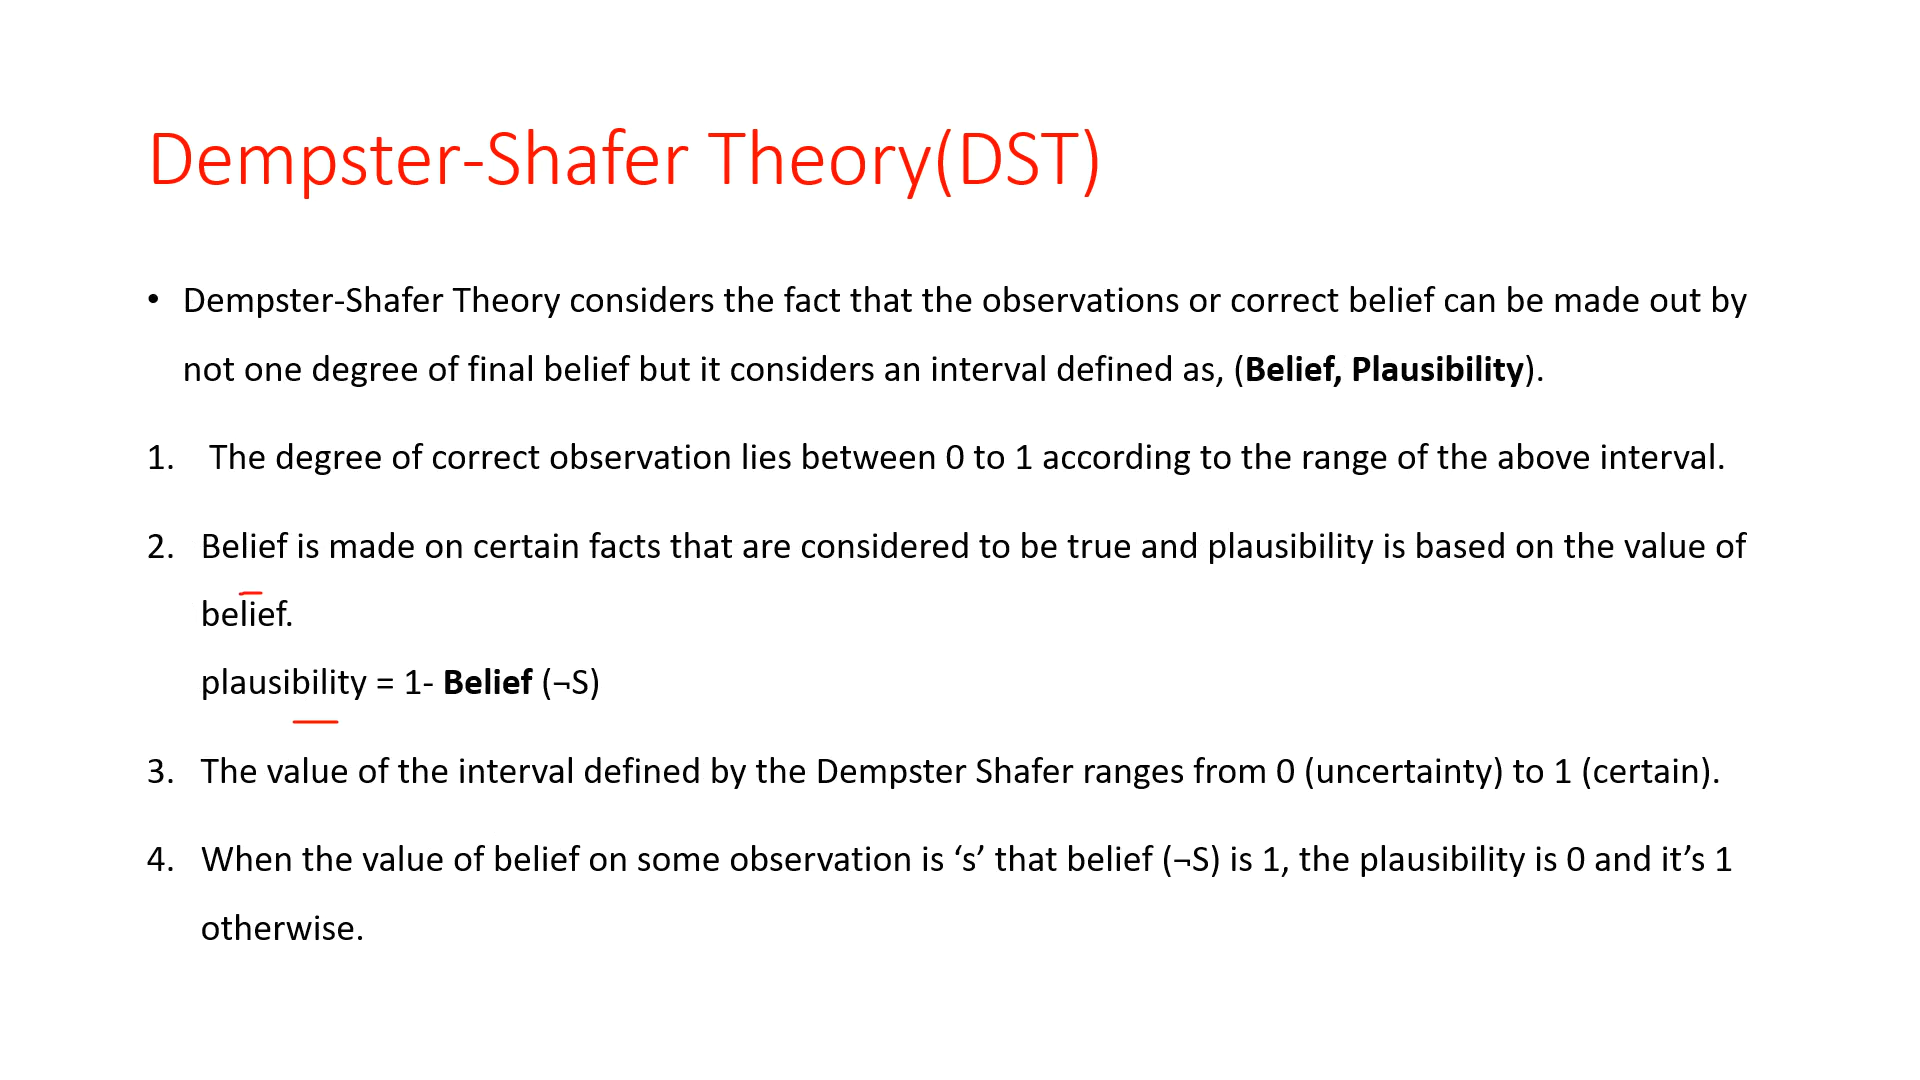 Dempster-Shafer Theory(DST)
• Dempster-Shafer Theory considers the fact that the observations or correct belief can be made out by
not one degree of final belief but it considers an interval defined as, (Belief, Plausibility).
1. The degree of correct observation lies between 0 to 1 according to the range of the above interval.
2. Belief is made on certain facts that are considered to be true and plausibility is based on the value of
belief.
plausibility = 1- Belief (¬S)
3. The value of the interval defined by the Dempster Shafer ranges from 0 (uncertainty) to 1 (certain).
4. When the value of belief on some observation is ‘s’ that belief (¬S) is 1, the plausibility is 0 and it’s 1
otherwise.